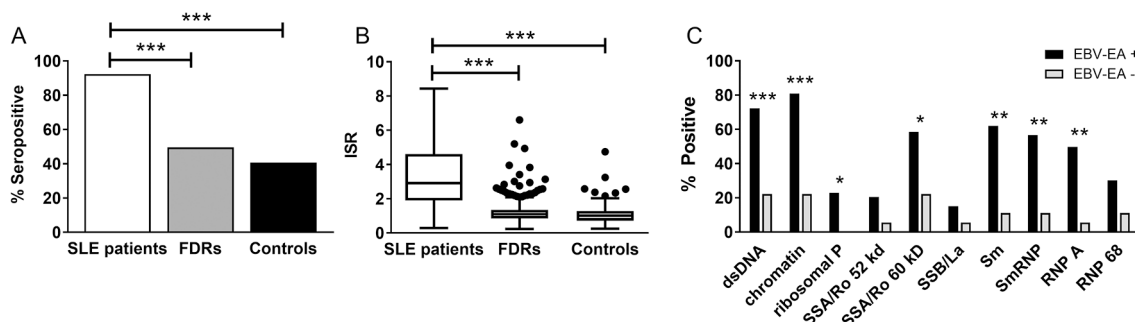 A
***
***
% Seropositive
100
80
60
40
20
0
SLE patients FDRs Controls
B
***
***
ISR
10
8
6
4
2
0
SLE patients FDRs Controls
C
EBV-EA +
EBV-EA -
% Positive
100
80
60
40
20
0
***
***
*
*
**
**
**
dsDNA
chromatin
ribosomal P
SSA/Ro 52 kd
SSA/Ro 60 kD
SSB/La
Sm
SmRNP
RNP A
RNP 68